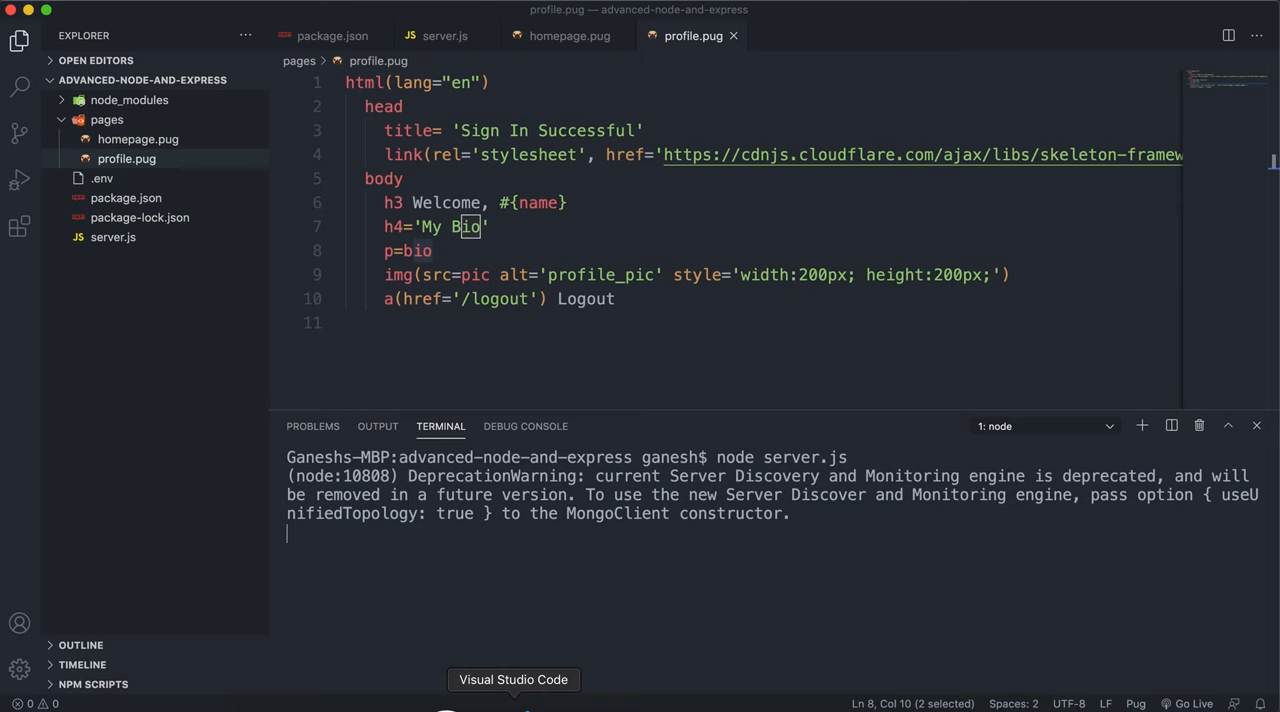 profile.pug — advanced-node-and-express
EXPLORER
package.json
server.js
homepage.pug
profile.pug
OPEN EDITORS
pages
profile.pug
ADVANCED-NODE-AND-EXPRESS
node_modules
pages
homepage.pug
profile.pug
.env
package.json
package-lock.json
server.js
1 html(lang="en")
2 head
3 title= 'Sign In Successful'
4 link(rel='stylesheet', href='https://cdnjs.cloudflare.com/ajax/libs/skeleton-framew
5 body
6 h3 Welcome, #{name}
7 h4='My Bio'
8 p=bio
9 img(src=pic alt='profile_pic' style='width:200px; height:200px;')
10 a(href='/logout') Logout
11
PROBLEMS OUTPUT TERMINAL DEBUG CONSOLE 1: node
Ganeshs-MBP:advanced-node-and-express ganesh$ node server.js
(node:10808) DeprecationWarning: current Server Discovery and Monitoring engine is deprecated, and will
be removed in a future version. To use the new Server Discover and Monitoring engine, pass option { useU
nifiedTopology: true } to the MongoClient constructor.
OUTLINE
TIMELINE
NPM SCRIPTS
Visual Studio Code
0 0 Ln 8, Col 10 (2 selected) Spaces: 2 UTF-8 LF Pug Go Live